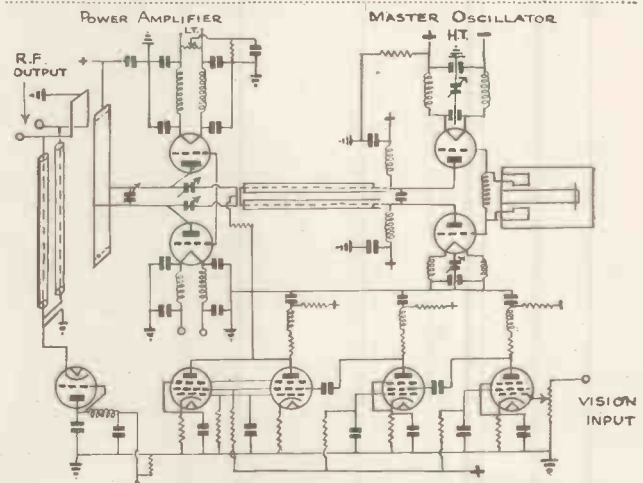 POWER AMPLIFIER
MASTER OSCILLATOR
L.T.
H.T.
+
-
R.F.
OUTPUT
+
VISION
INPUT
+